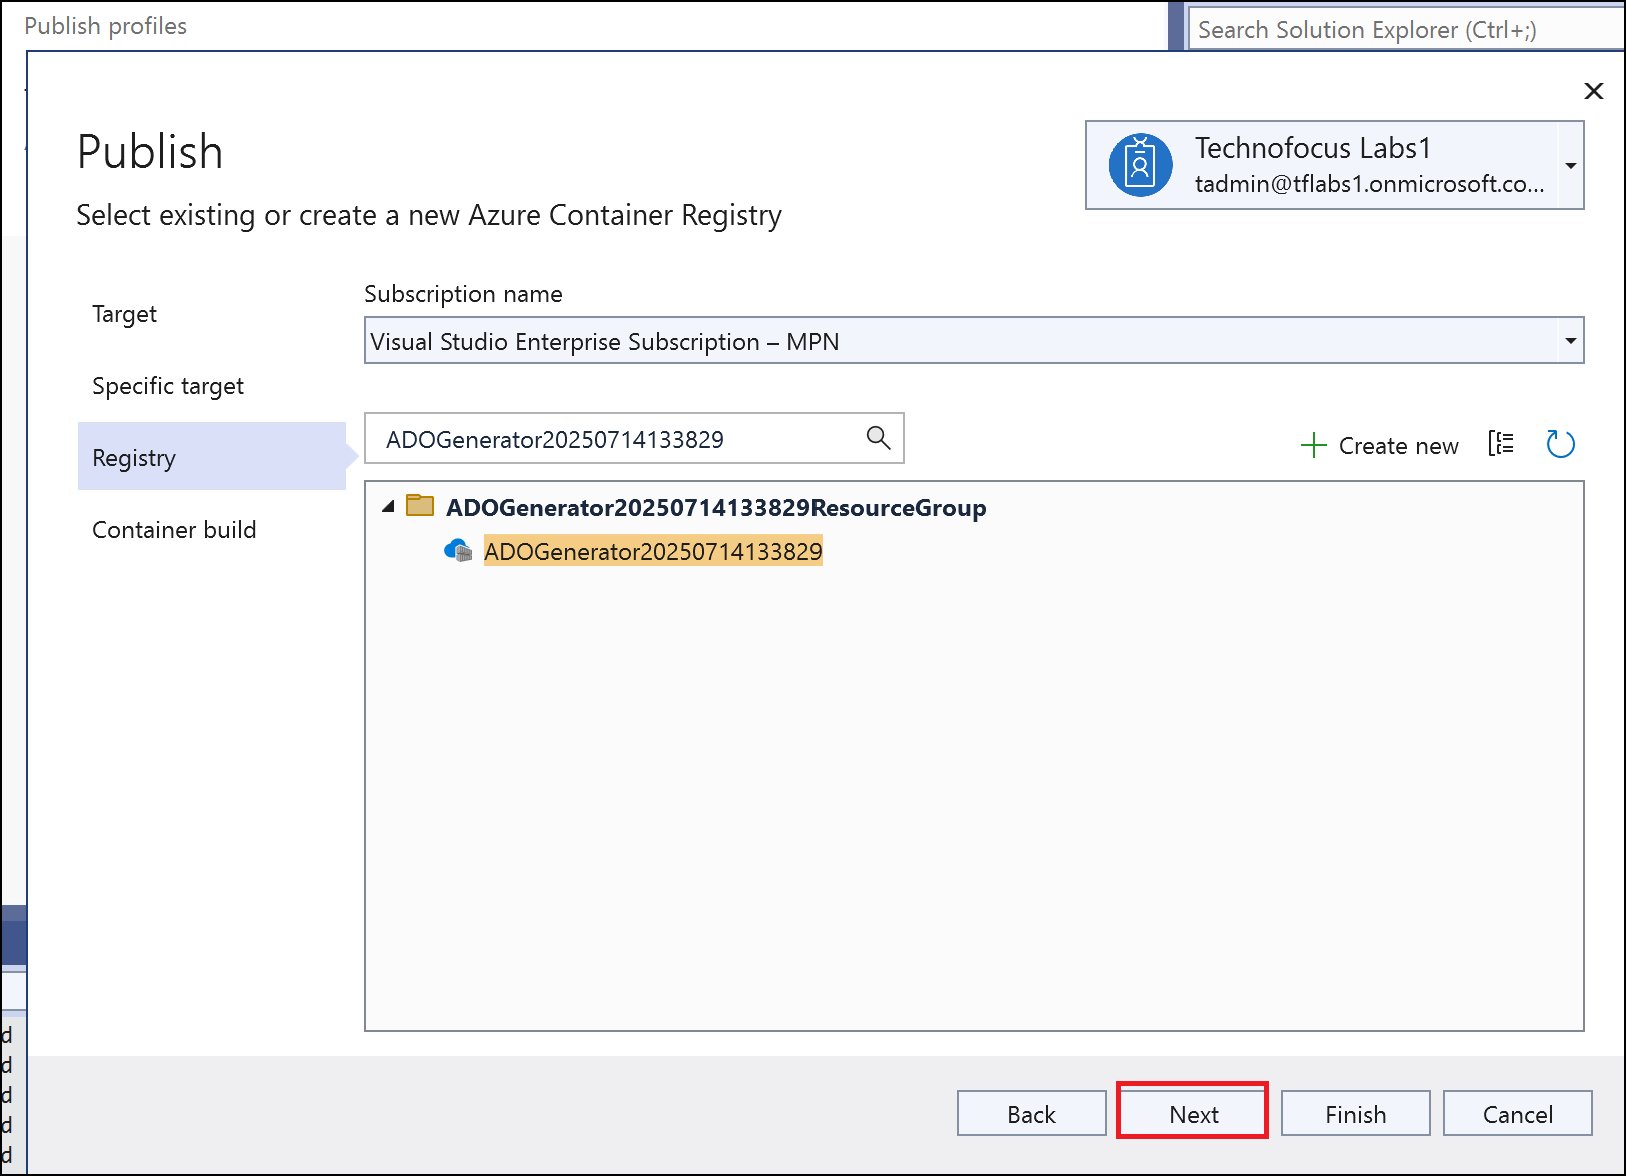 Publish profiles
Search Solution Explorer (Ctrl+;)
Publish
Technofocus Labs1
tadmin@tflabs1.onmicrosoft.co...
Select existing or create a new Azure Container Registry
Target
Specific target
Registry
Container build
Subscription name
Visual Studio Enterprise Subscription – MPN
ADOGenerator20250714133829
Create new
ADOGenerator20250714133829ResourceGroup
ADOGenerator20250714133829
d
d
d
d
d
Back
Next
Finish
Cancel